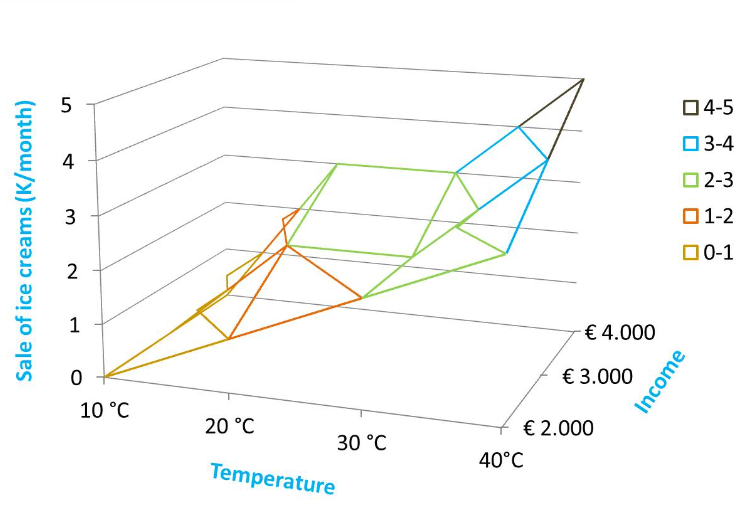 Sale of ice creams (K/month)
5
4
3
2
1
0
10 °C
20 °C
30 °C
40°C
Temperature
€ 4.000
€ 3.000
€ 2.000
Income
4-5
3-4
2-3
1-2
0-1